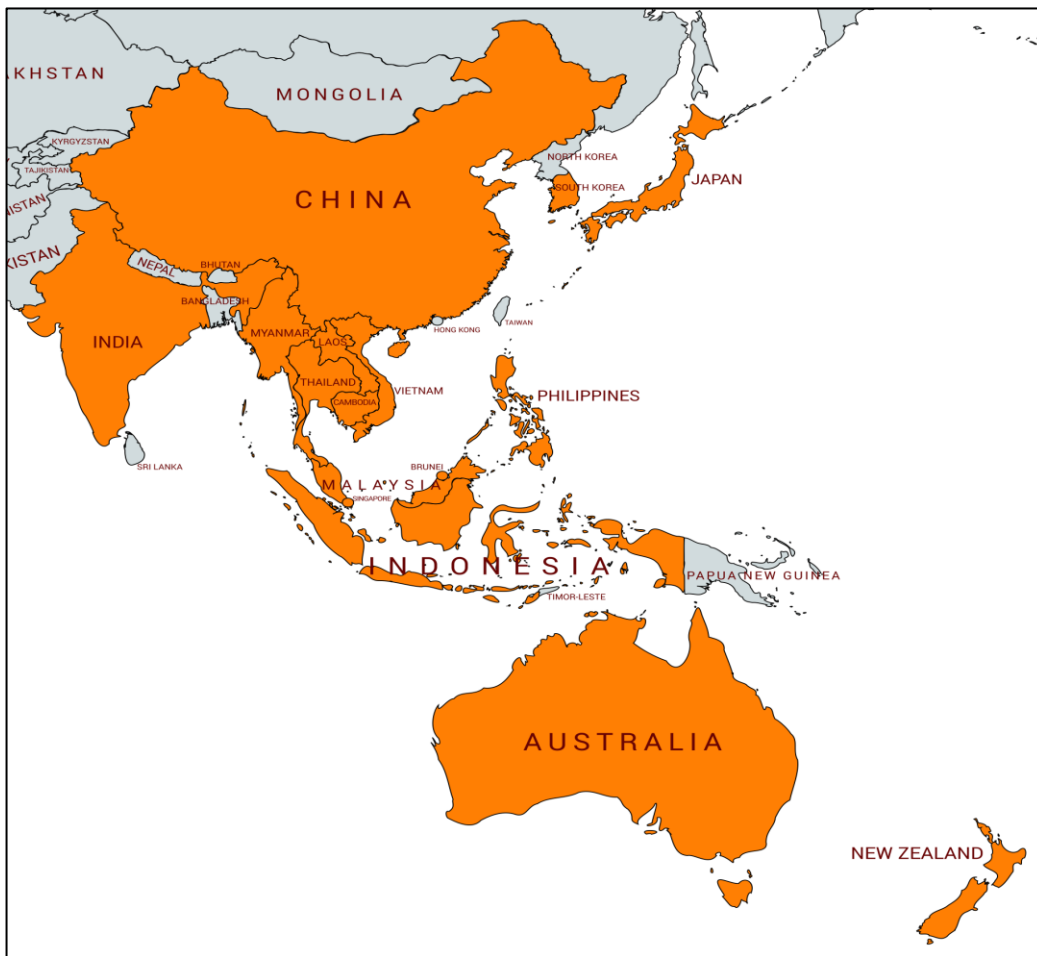 AKHSTAN
MONGOLIA
KYRGYZSTAN
TAJIKISTAN
NORTH KOREA
SOUTH KOREA
JAPAN
CHINA
NISTAN
KISTAN
NEPAL
BHUTAN
BANGLADESH
TAIWAN
HONG KONG
INDIA
MYANMAR
LAOS
THAILAND
VIETNAM
CAMBODIA
PHILIPPINES
SRI LANKA
BRUNEI
MALAYSIA
SINGAPORE
INDONESIA
PAPUA NEW GUINEA
TIMOR-LESTE
AUSTRALIA
NEW ZEALAND